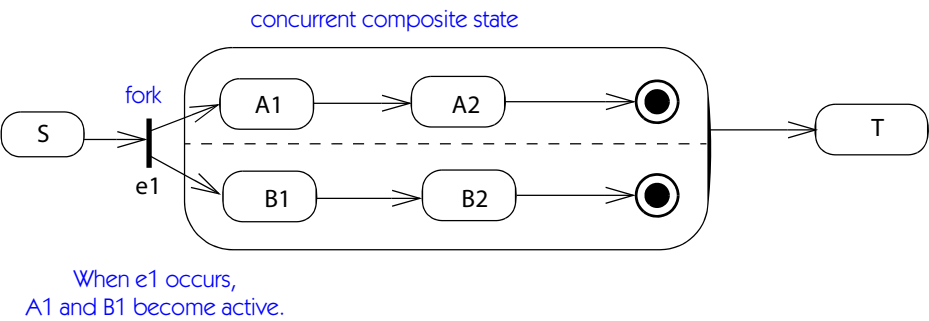 concurrent composite state
fork
S
A1
A2
T
e1
B1
B2
When e1 occurs,
A1 and B1 become active.